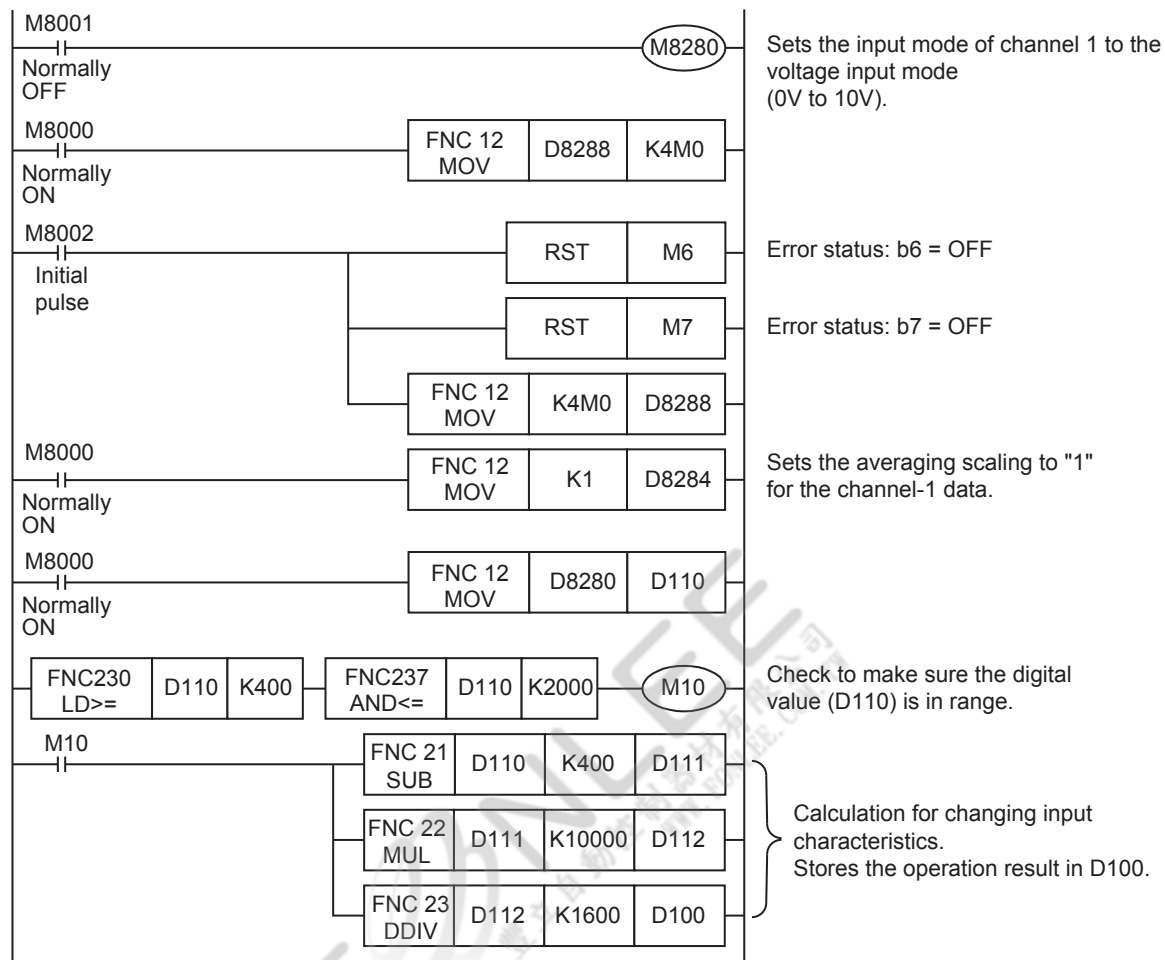 M8001
Normally
OFF
M8280
Sets the input mode of channel 1 to the
voltage input mode
(0V to 10V).
M8000
Normally
ON
FNC 12
MOV
D8288
K4M0
M8002
Initial
pulse
RST
M6
Error status: b6 = OFF
RST
M7
Error status: b7 = OFF
FNC 12
MOV
K4M0
D8288
M8000
Normally
ON
FNC 12
MOV
K1
D8284
Sets the averaging scaling to "1"
for the channel-1 data.
M8000
Normally
ON
FNC 12
MOV
D8280
D110
FNC230
LD>=
D110
K400
FNC237
AND<=
D110
K2000
M10
Check to make sure the digital
value (D110) is in range.
M10
FNC 21
SUB
D110
K400
D111
FNC 22
MUL
D111
K10000
D112
FNC 23
DDIV
D112
K1600
D100
Calculation for changing input
characteristics.
Stores the operation result in D100.